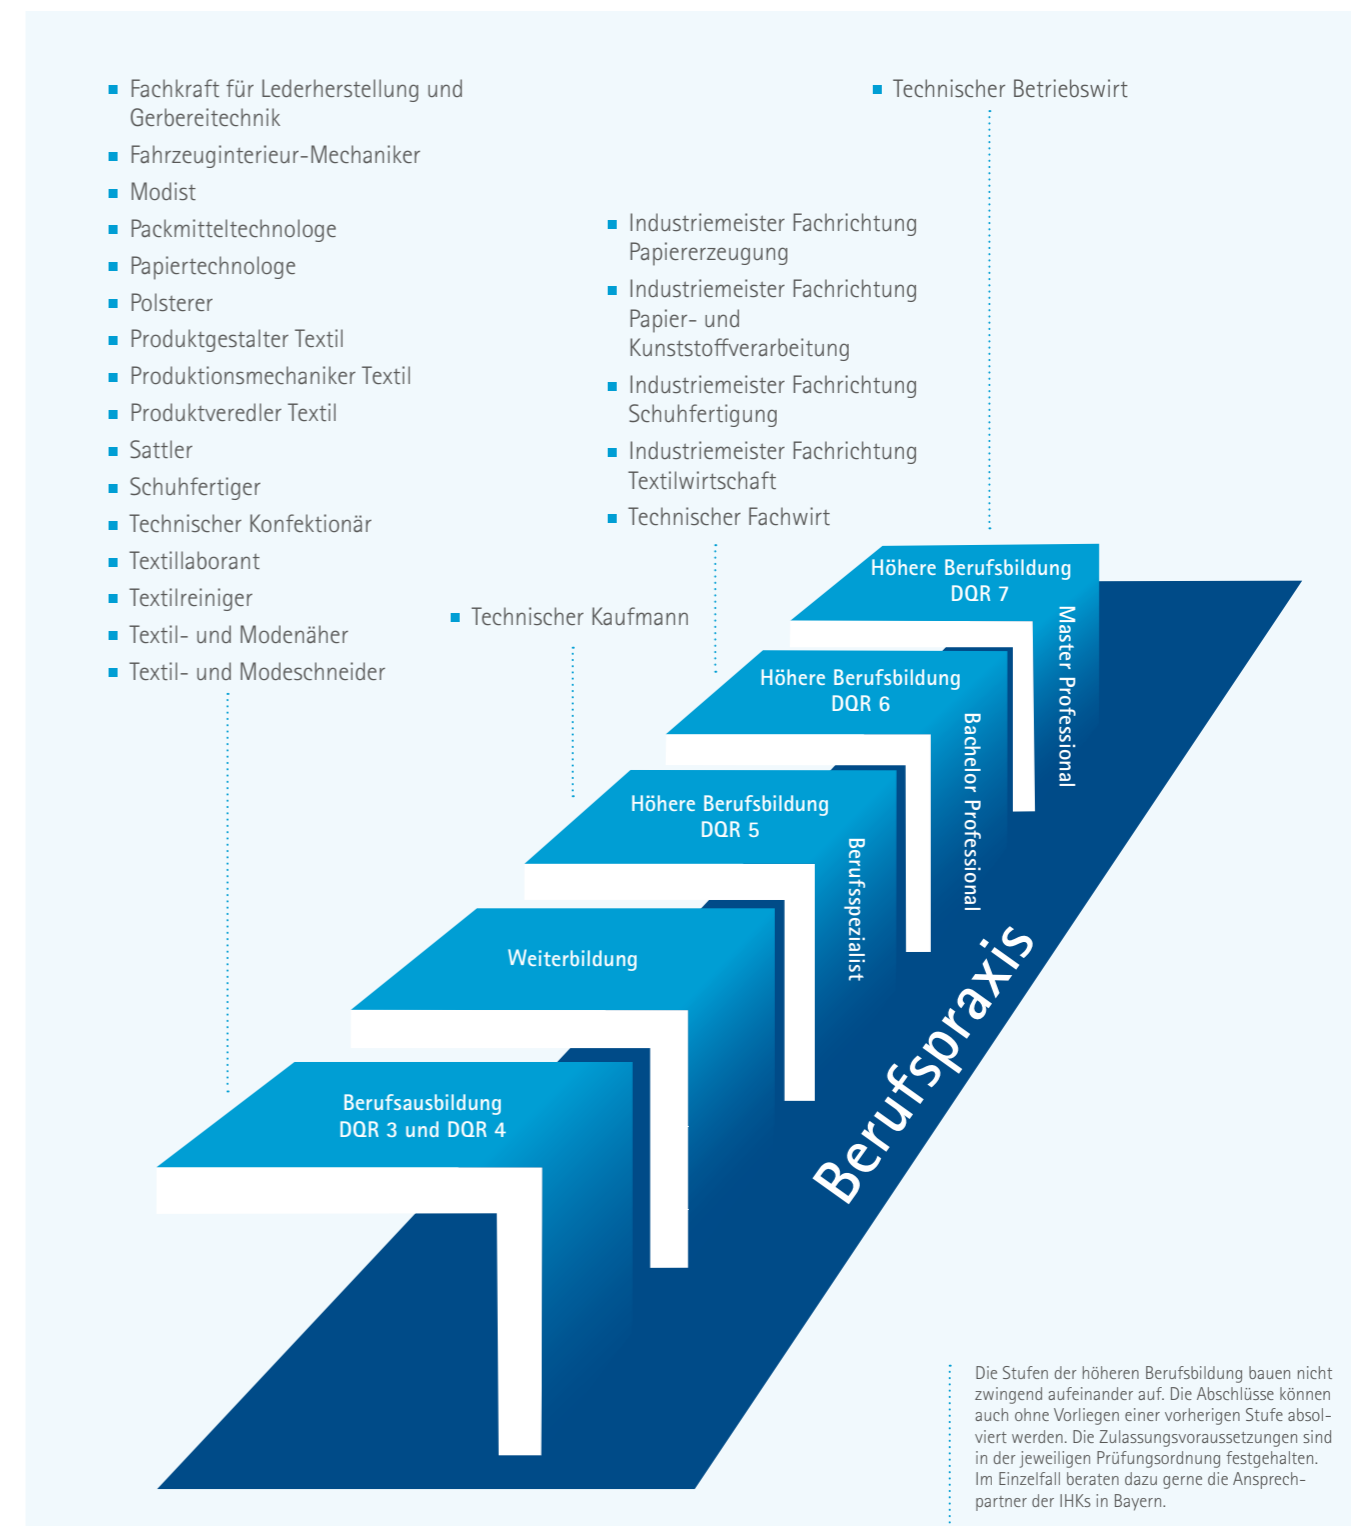 Fachkraft für Lederherstellung und
Gerbereitechnik
Fahrzeuginterieur-Mechaniker
Modist
Packmitteltechnologe
Papiertechnologe
Polsterer
Produktgestalter Textil
Produktionsmechaniker Textil
Produktveredler Textil
Sattler
Schuhfertiger
Technischer Konfektionär
Textillaborant
Textilreiniger
Textil- und Modenäher
Textil- und Modeschneider
Technischer Kaufmann
Industriemeister Fachrichtung
Papiererzeugung
Industriemeister Fachrichtung
Papier- und
Kunststoffverarbeitung
Industriemeister Fachrichtung
Schuhfertigung
Industriemeister Fachrichtung
Textilwirtschaft
Technischer Fachwirt
Technischer Betriebswirt
Höhere Berufsbildung
DQR 7
Master Professional
Höhere Berufsbildung
DQR 6
Bachelor Professional
Höhere Berufsbildung
DQR 5
Berufsspezialist
Weiterbildung
Berufsausbildung
DQR 3 und DQR 4
Berufspraxis
Die Stufen der höheren Berufsbildung bauen nicht
zwingend aufeinander auf. Die Abschlüsse können
auch ohne Vorliegen einer vorherigen Stufe absol-
viert werden. Die Zulassungsvoraussetzungen sind
in der jeweiligen Prüfungsordnung festgehalten.
Im Einzelfall beraten dazu gerne die Ansprech-
partner der IHKs in Bayern.